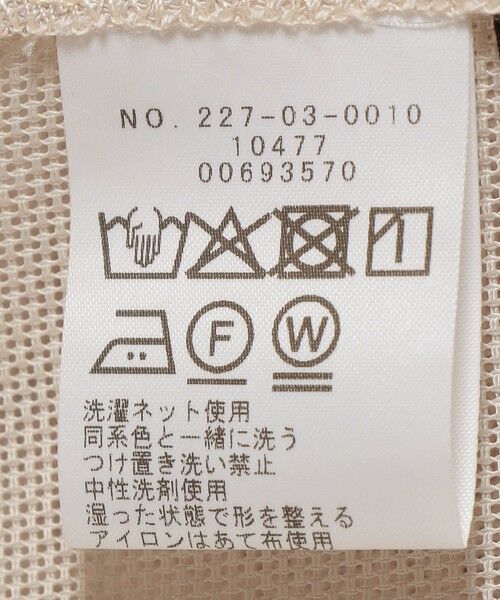 NO. 227-03-0010
10477
00693570
F W
洗濯ネット使用
同系色と一緒に洗う
つけ置き洗い禁止
中性洗剤使用
湿った状態で形を整える
アイロンはあて布使用